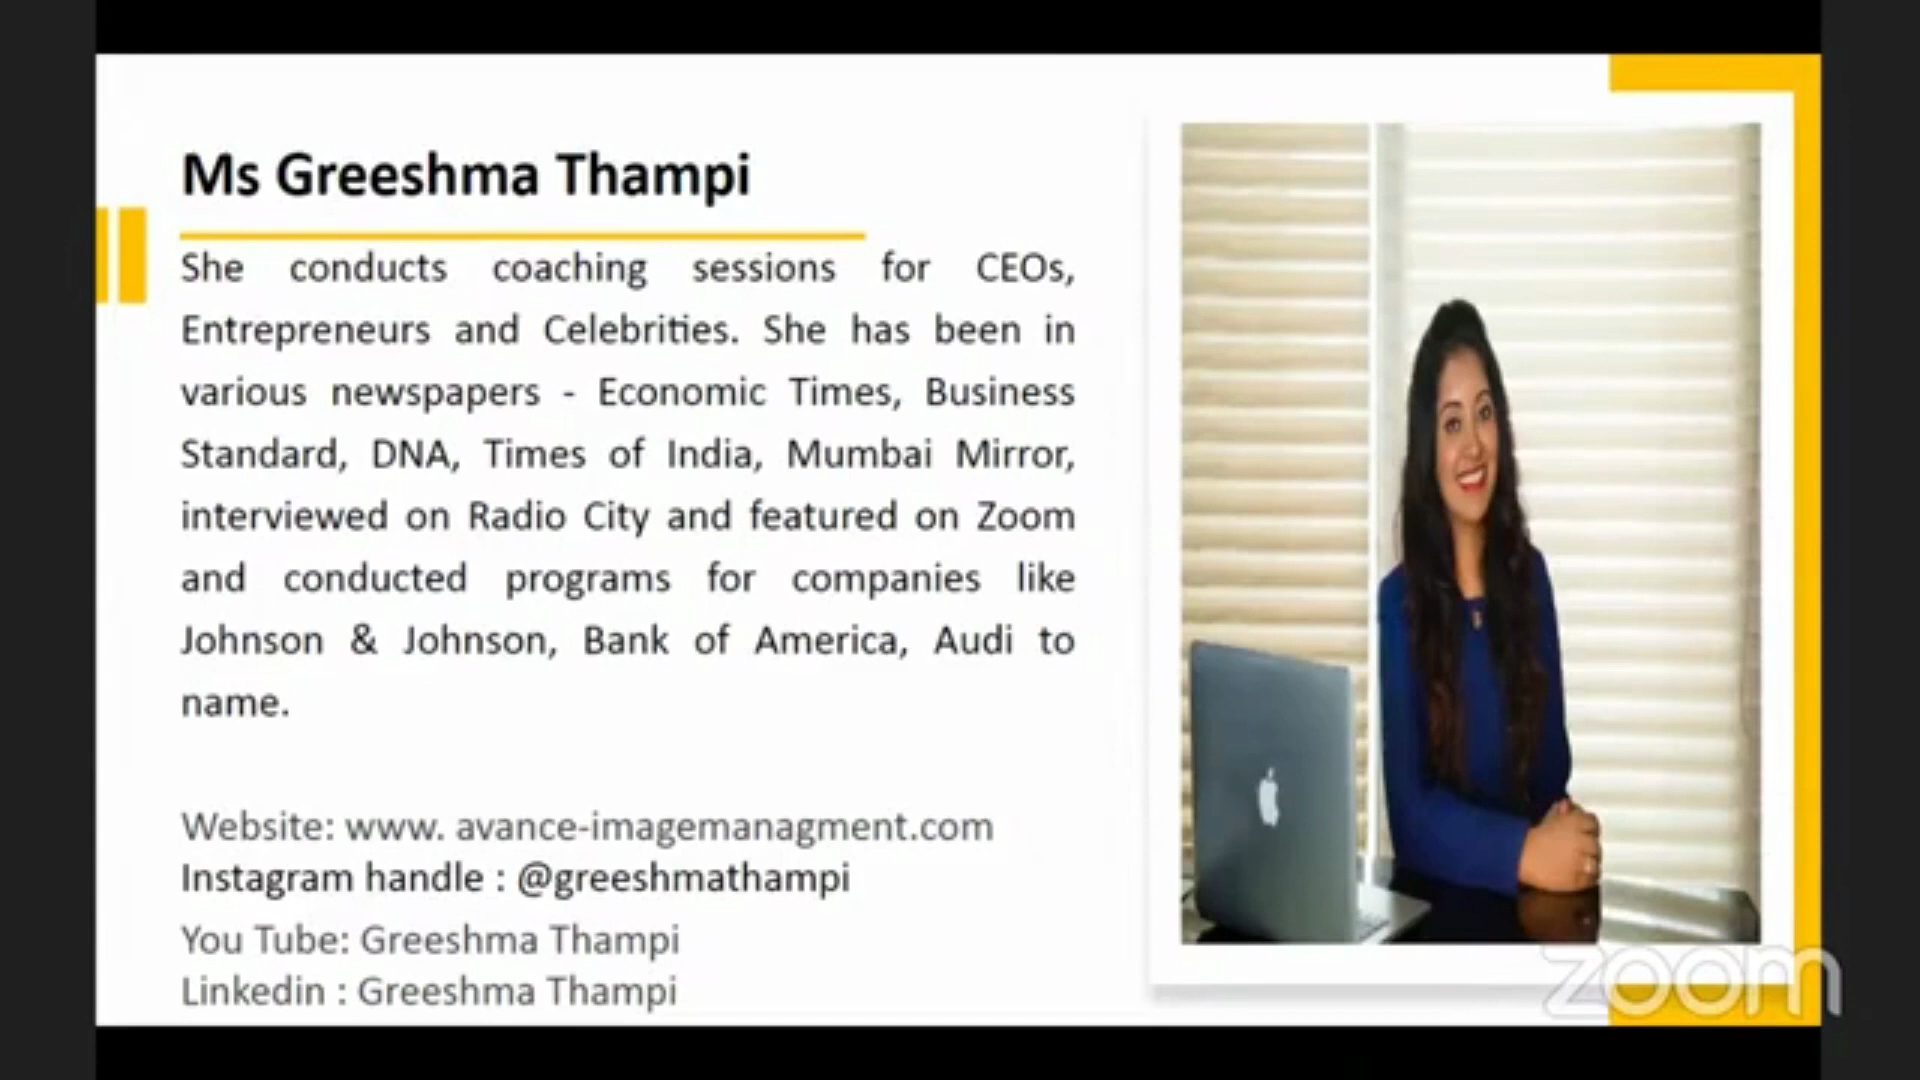 Ms Greeshma Thampi
She conducts coaching sessions for CEOs,
Entrepreneurs and Celebrities. She has been in
various newspapers - Economic Times, Business
Standard, DNA, Times of India, Mumbai Mirror,
interviewed on Radio City and featured on Zoom
and conducted programs for companies like
Johnson & Johnson, Bank of America, Audi to
name.
Website: www. avance-imagemanagment.com
Instagram handle : @greeshmathampi
You Tube: Greeshma Thampi
Linkedin : Greeshma Thampi
zoom